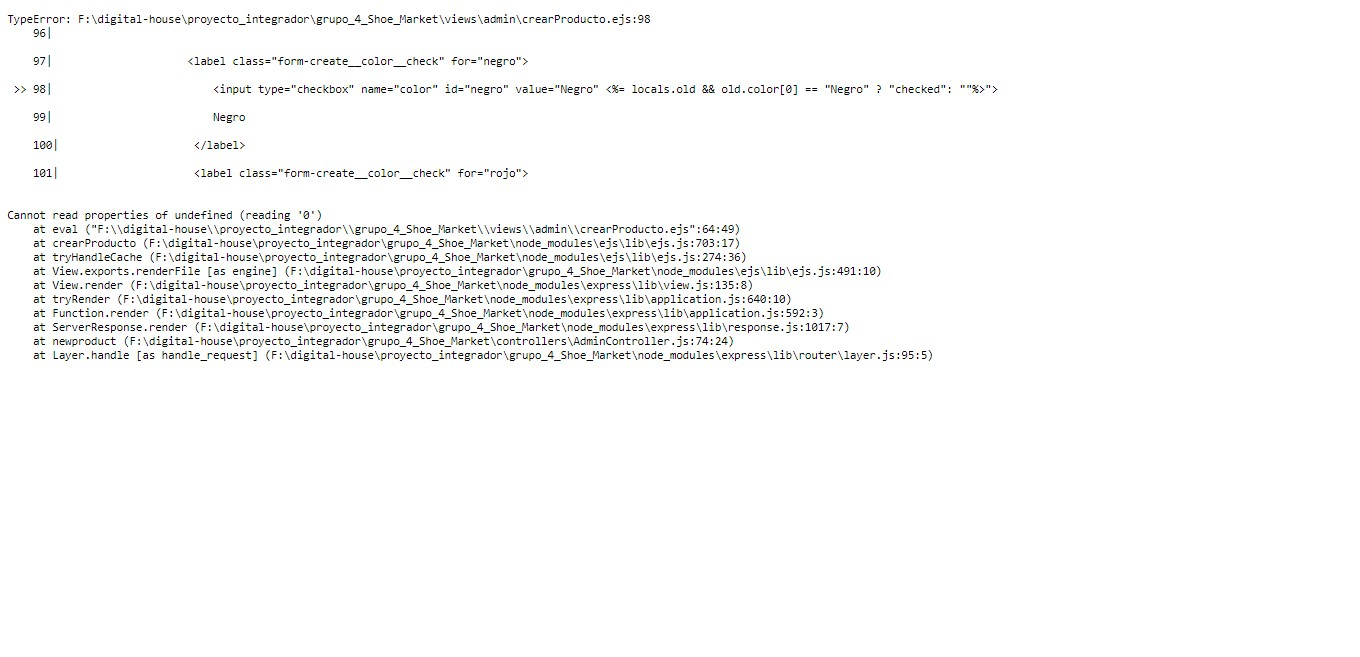 TypeError: F:\digital-house\proyecto_integrador\grupo_4_Shoe_Market\views\admin\crearProducto.ejs:98
96|
97| <label class="form-create__color__check" for="negro">
>> 98| <input type="checkbox" name="color" id="negro" value="Negro" <%= locals.old && old.color[0] == "Negro" ? "checked": ""%>">
99| Negro
100| </label>
101| <label class="form-create__color__check" for="rojo">
Cannot read properties of undefined (reading '0')
at eval ("F:\\digital-house\\proyecto_integrador\\grupo_4_Shoe_Market\\views\\admin\\crearProducto.ejs":64:49)
at crearProducto (F:\digital-house\proyecto_integrador\grupo_4_Shoe_Market\node_modules\ejs\lib\ejs.js:703:17)
at tryHandleCache (F:\digital-house\proyecto_integrador\grupo_4_Shoe_Market\node_modules\ejs\lib\ejs.js:274:36)
at View.exports.renderFile [as engine] (F:\digital-house\proyecto_integrador\grupo_4_Shoe_Market\node_modules\ejs\lib\ejs.js:491:10)
at View.render (F:\digital-house\proyecto_integrador\grupo_4_Shoe_Market\node_modules\express\lib\view.js:135:8)
at tryRender (F:\digital-house\proyecto_integrador\grupo_4_Shoe_Market\node_modules\express\lib\application.js:640:10)
at Function.render (F:\digital-house\proyecto_integrador\grupo_4_Shoe_Market\node_modules\express\lib\application.js:592:3)
at ServerResponse.render (F:\digital-house\proyecto_integrador\grupo_4_Shoe_Market\node_modules\express\lib\response.js:1017:7)
at newproduct (F:\digital-house\proyecto_integrador\grupo_4_Shoe_Market\controllers\AdminController.js:74:24)
at Layer.handle [as handle_request] (F:\digital-house\proyecto_integrador\grupo_4_Shoe_Market\node_modules\express\lib\router\layer.js:95:5)